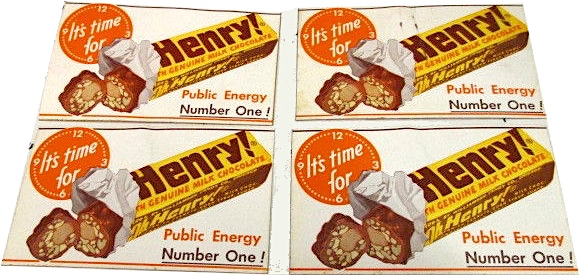 12
9 It's time 3
for
6
Henry!
WITH GENUINE MILK CHOCOLATE
Oh Henry!
Public Energy
Number One!
12
9 It's time 3
for
6
Henry!
GENUINE MILK CHOCOLATE
Oh Henry!
Public Energy
Number One!
12
9 It's time 3
for
6
Henry!
GENUINE MILK CHOCOLATE
Oh Henry!
Public Energy
Number One!
12
9 It's time 3
for
6
Henry!
GENUINE MILK CHOCOLATE
Oh Henry!
Public Energy
Number One!